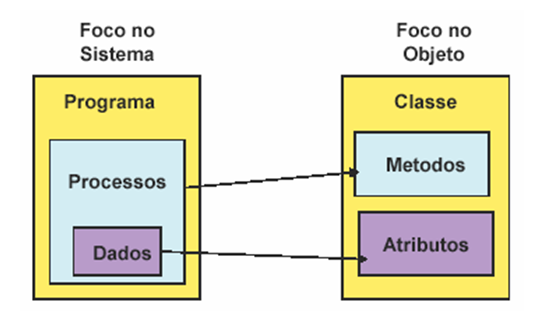 Foco no
Sistema
Programa
Processos
Dados
Foco no
Objeto
Classe
Metodos
Atributos